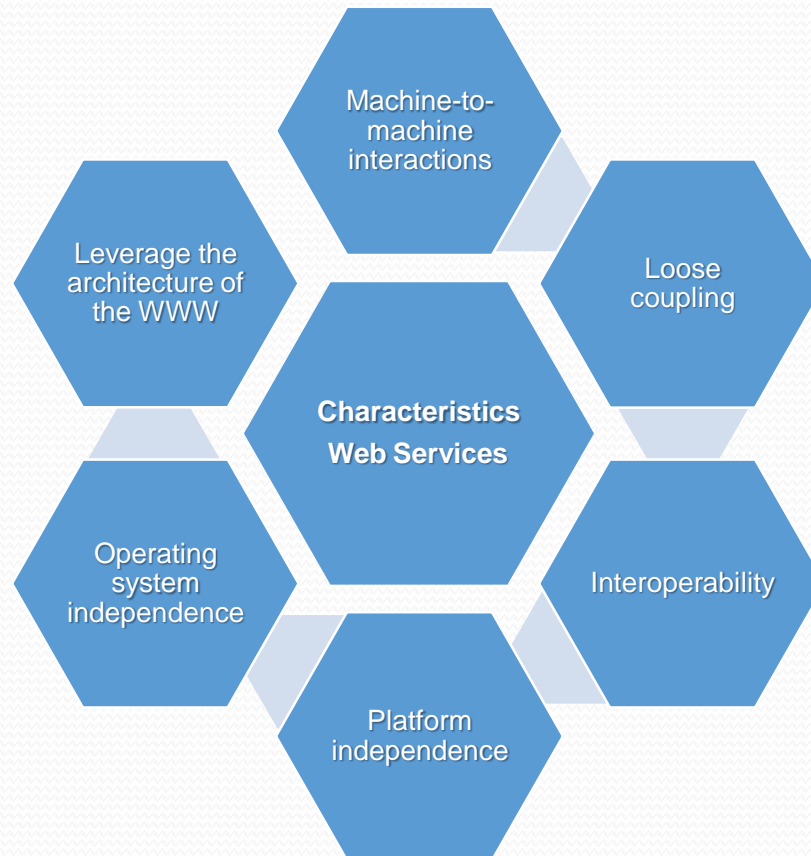 Machine-to-
machine
interactions
Leverage the
architecture of
the WWW
Loose
coupling
Characteristics
Web Services
Operating
system
independence
Interoperability
Platform
independence